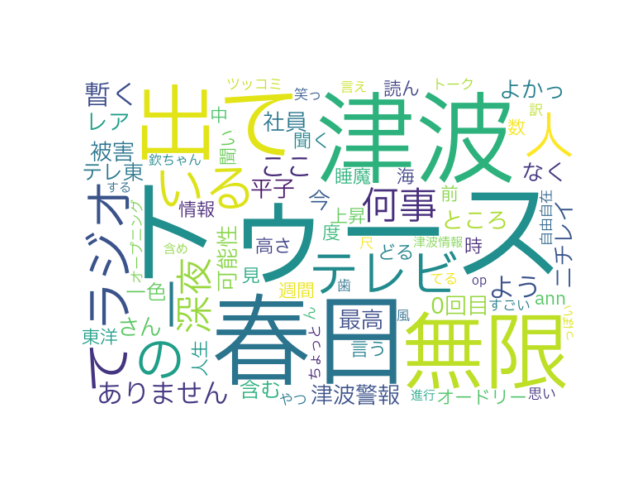 ツッコミ
笑っ
言え
読ん
トーク
よかっ
訳
暫く
レア
中
出て
社員
聞く
津波
数
人
被害
聞い
欽ちゃん
テレ東
いる
ここ
平子
睡魔
海
なく
する
ラジオ
情報
今
何事
前
自由自在
オープニング
トゥース
上昇
ところ
ニチレイ
含め
可能性
高さ
度
尺
津波情報
時
深夜
テレビ
どる
てる
op
よう
一色
見
週間
歯
0回目
すごい
ann
っぽい
東洋
さん
の
春日
ん
最高
風
無限
て
人生
ちょっと
言う
ありません
含む
やっ
津波警報
進行
オードリー
思い
ー